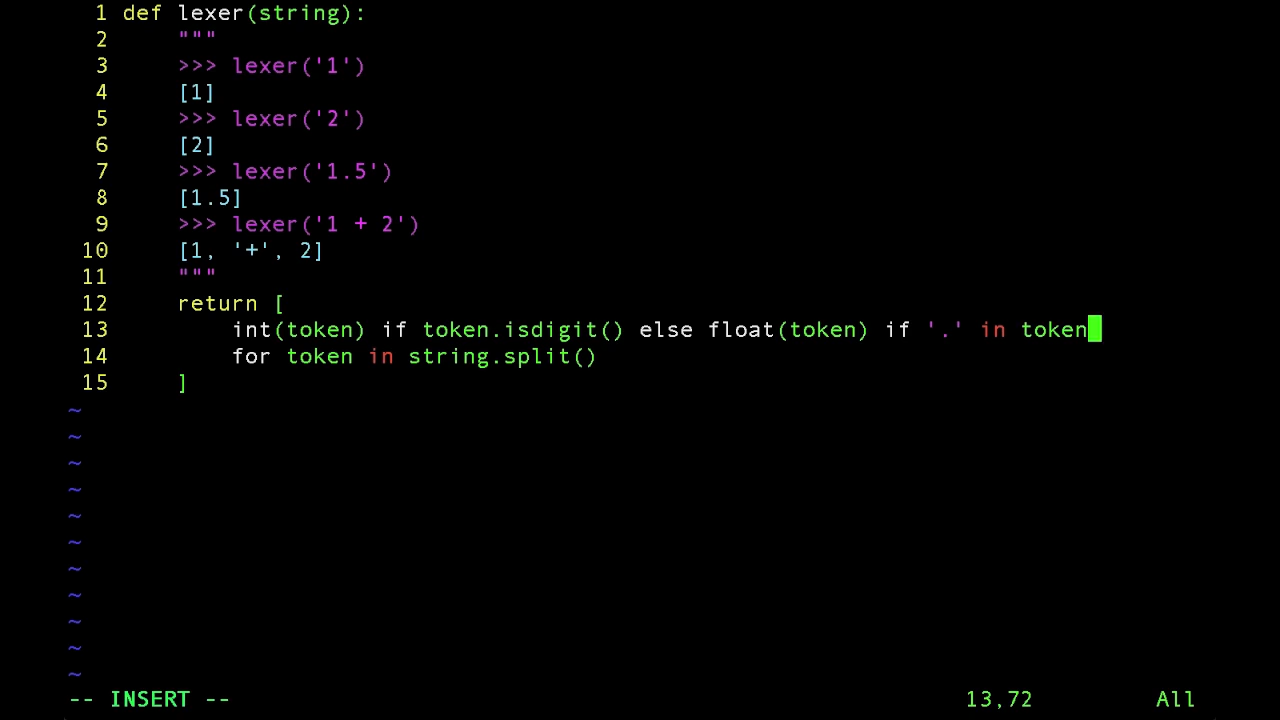 1 def lexer(string):
2     """
3     >>> lexer('1')
4     [1]
5     >>> lexer('2')
6     [2]
7     >>> lexer('1.5')
8     [1.5]
9     >>> lexer('1 + 2')
10     [1, '+', 2]
11     """
12     return [
13         int(token) if token.isdigit() else float(token) if '.' in token
14         for token in string.split()
15     ]
~
~
~
~
~
~
~
~
~
~
~
-- INSERT -- 13,72 All